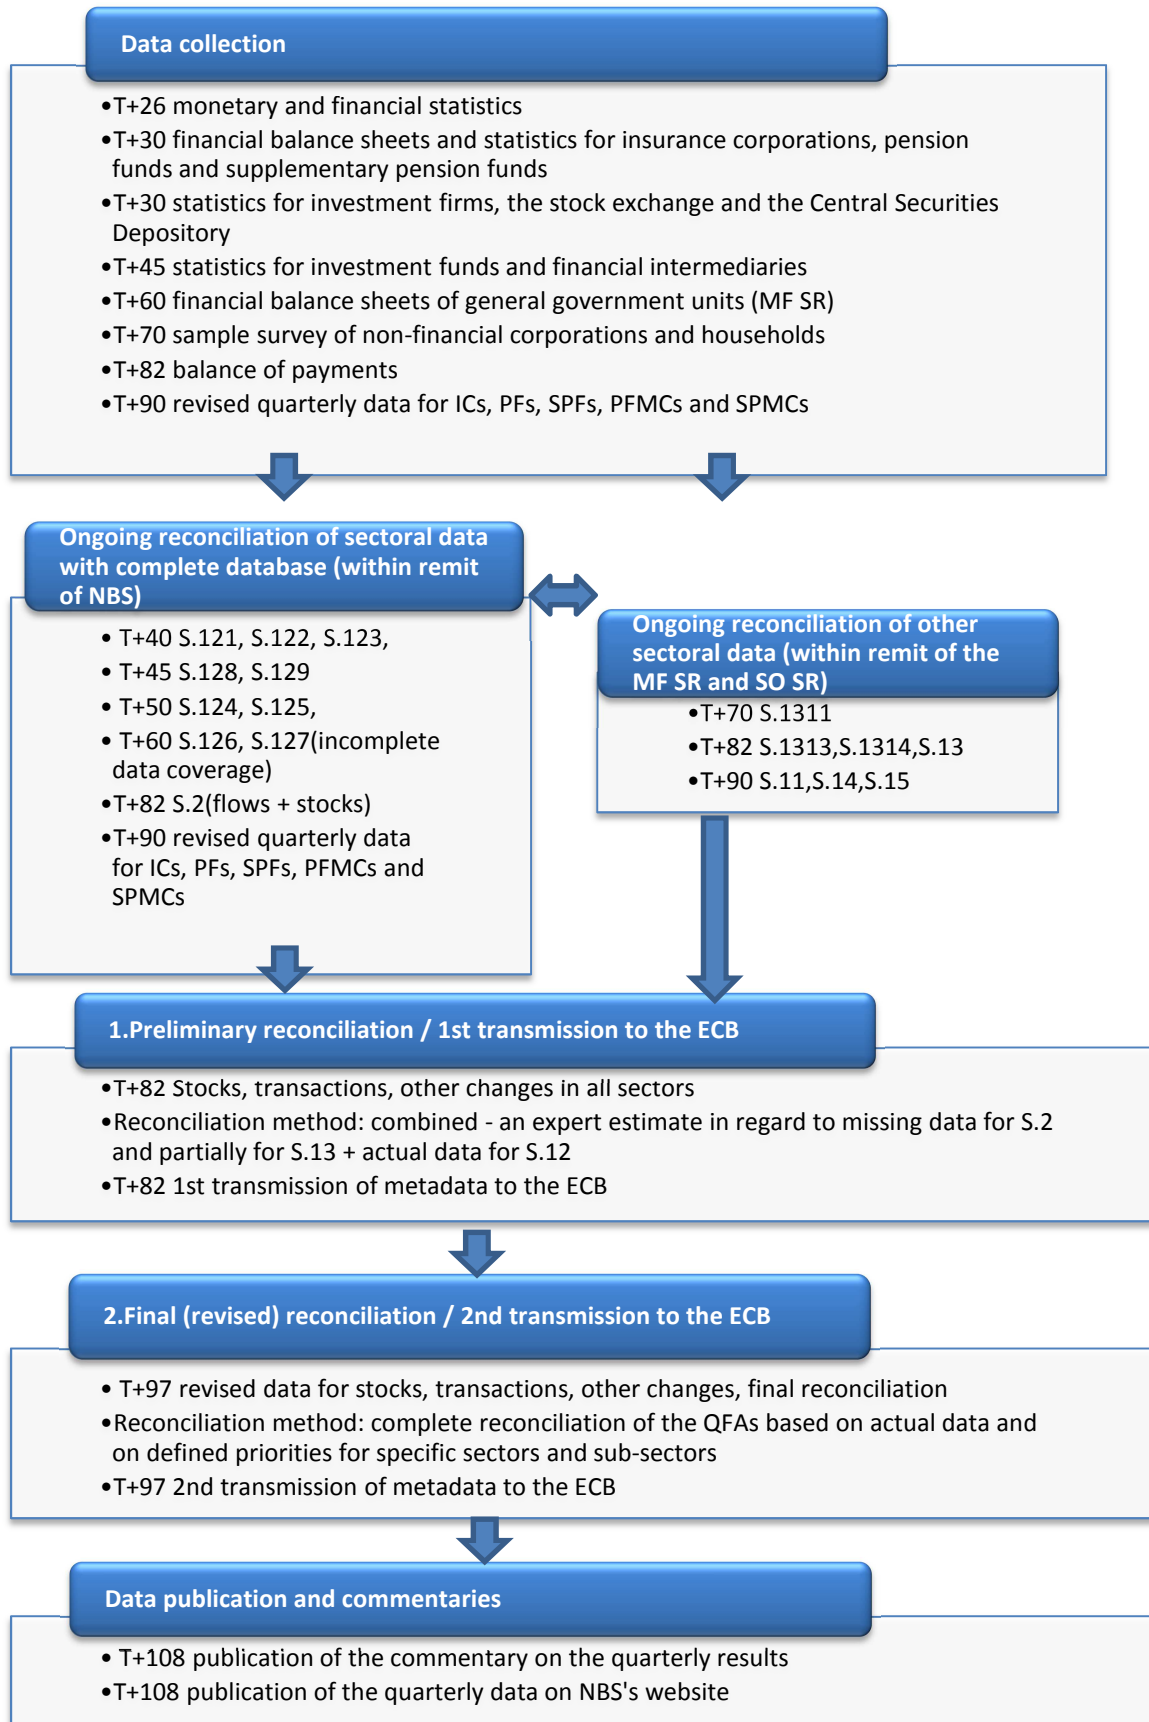 Data collection
•T+26 monetary and financial statistics
•T+30 financial balance sheets and statistics for insurance corporations, pension
funds and supplementary pension funds
•T+30 statistics for investment firms, the stock exchange and the Central Securities
Depository
•T+45 statistics for investment funds and financial intermediaries
•T+60 financial balance sheets of general government units (MF SR)
•T+70 sample survey of non-financial corporations and households
•T+82 balance of payments
•T+90 revised quarterly data for ICs, PFs, SPFs, PFMCs and SPMCs
Ongoing reconciliation of sectoral data
with complete database (within remit
of NBS)
• T+40 S.121, S.122, S.123,
•T+45 S.128, S.129
•T+50 S.124, S.125,
• T+60 S.126, S.127(incomplete
data coverage)
•T+82 S.2(flows + stocks)
•T+90 revised quarterly data
for ICs, PFs, SPFs, PFMCs and
SPMCs
Ongoing reconciliation of other
sectoral data (within remit of the
MF SR and SO SR)
•T+70 S.1311
•T+82 S.1313,S.1314,S.13
•T+90 S.11,S.14,S.15
1.Preliminary reconciliation / 1st transmission to the ECB
•T+82 Stocks, transactions, other changes in all sectors
•Reconciliation method: combined - an expert estimate in regard to missing data for S.2
and partially for S.13 + actual data for S.12
•T+82 1st transmission of metadata to the ECB
2.Final (revised) reconciliation / 2nd transmission to the ECB
• T+97 revised data for stocks, transactions, other changes, final reconciliation
•Reconciliation method: complete reconciliation of the QFAs based on actual data and
on defined priorities for specific sectors and sub-sectors
•T+97 2nd transmission of metadata to the ECB
Data publication and commentaries
• T+108 publication of the commentary on the quarterly results
•T+108 publication of the quarterly data on NBS's website